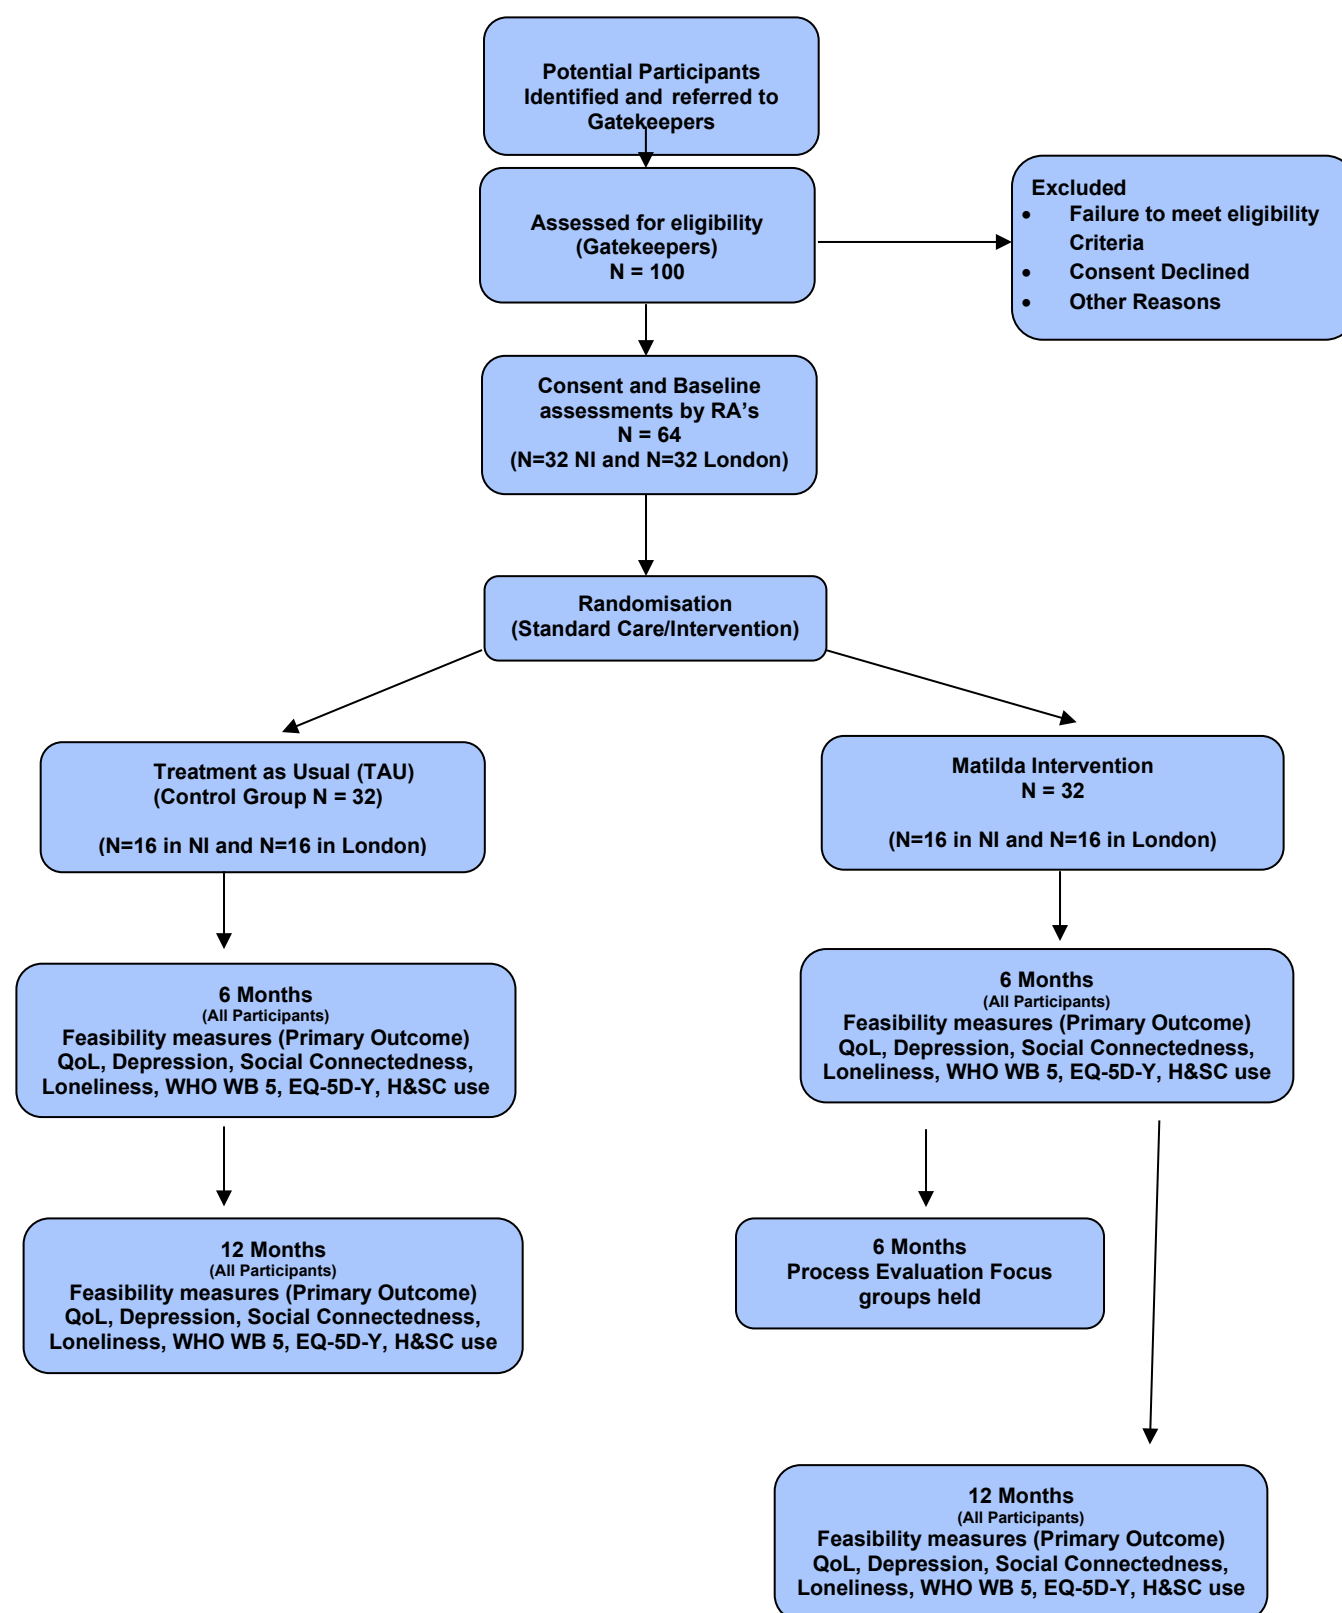 Potential Participants
Identified and referred to
Gatekeepers
Assessed for eligibility
(Gatekeepers)
N = 100
Excluded
• Failure to meet eligibility
Criteria
• Consent Declined
• Other Reasons
Consent and Baseline
assessments by RA’s
N = 64
(N=32 NI and N=32 London)
Randomisation
(Standard Care/Intervention)
Treatment as Usual (TAU)
(Control Group N = 32)
(N=16 in NI and N=16 in London)
Matilda Intervention
N = 32
(N=16 in NI and N=16 in London)
6 Months
(All Participants)
Feasibility measures (Primary Outcome)
QoL, Depression, Social Connectedness,
Loneliness, WHO WB 5, EQ-5D-Y, H&SC use
6 Months
(All Participants)
Feasibility measures (Primary Outcome)
QoL, Depression, Social Connectedness,
Loneliness, WHO WB 5, EQ-5D-Y, H&SC use
12 Months
(All Participants)
Feasibility measures (Primary Outcome)
QoL, Depression, Social Connectedness,
Loneliness, WHO WB 5, EQ-5D-Y, H&SC use
6 Months
Process Evaluation Focus
groups held
12 Months
(All Participants)
Feasibility measures (Primary Outcome)
QoL, Depression, Social Connectedness,
Loneliness, WHO WB 5, EQ-5D-Y, H&SC use